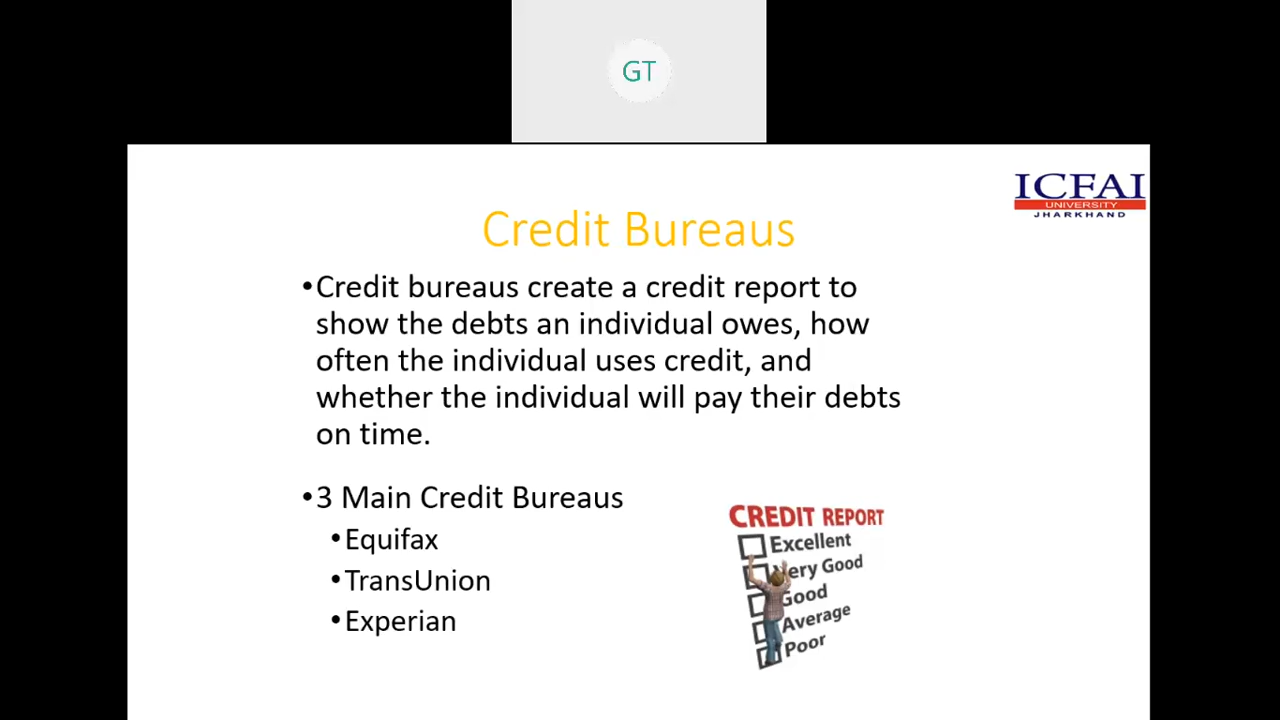 GT
ICFAI
UNIVERSITY
JHARKHAND
Credit Bureaus
•Credit bureaus create a credit report to
show the debts an individual owes, how
often the individual uses credit, and
whether the individual will pay their debts
on time.
•3 Main Credit Bureaus
•Equifax
•TransUnion
•Experian
CREDIT REPORT
Excellent
Very Good
Good
Average
Poor